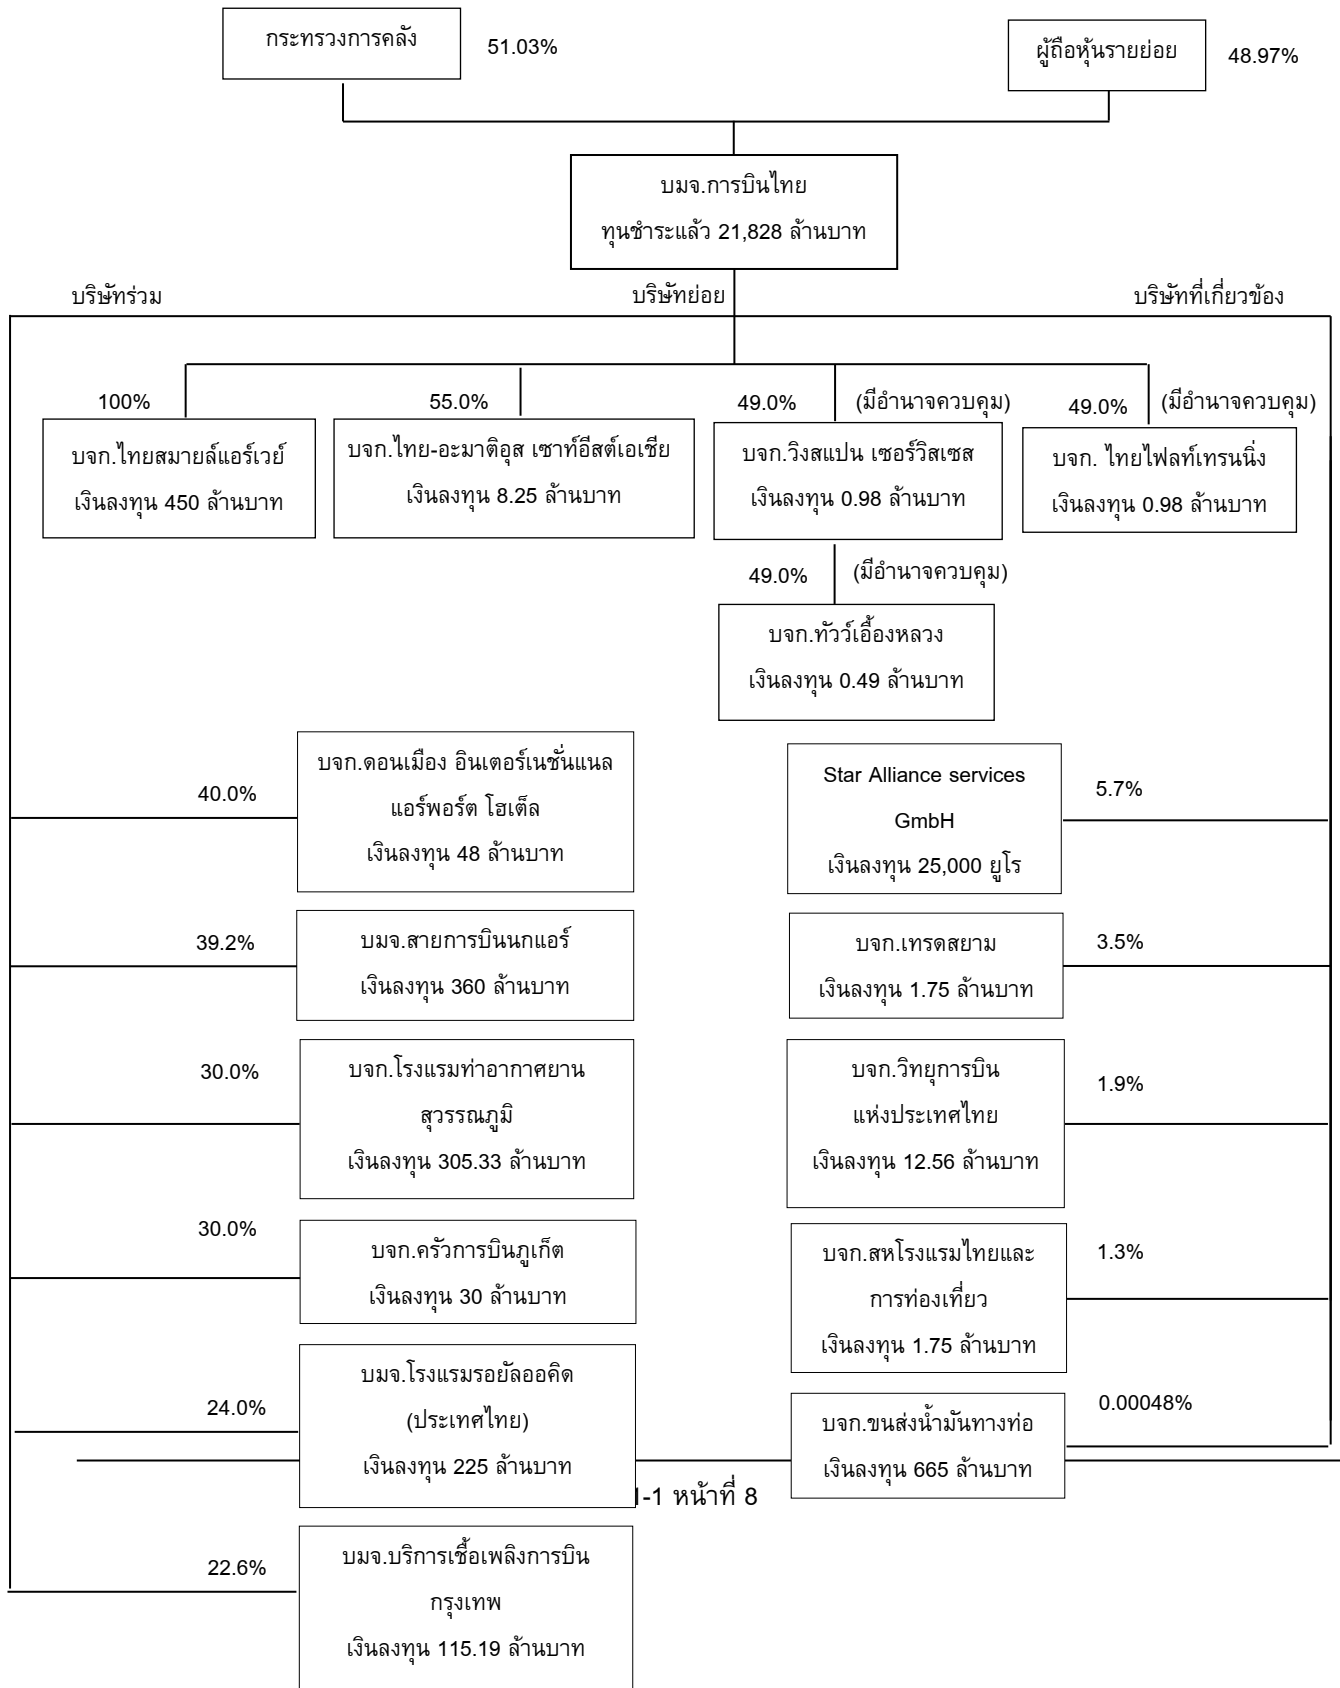 กระทรวงการคลัง
51.03%
ผู้ถือหุ้นรายย่อย
48.97%
บมจ.การบินไทย
ทุนชำระแล้ว 21,828 ล้านบาท
บริษัทร่วม
บริษัทย่อย
บริษัทที่เกี่ยวข้อง
100%
บจก.ไทยสมายล์แอร์เวย์
เงินลงทุน 450 ล้านบาท
55.0%
บจก.ไทย-อะมาดิอุส เซาท์อีสต์เอเชีย
เงินลงทุน 8.25 ล้านบาท
49.0%
(มีอำนาจควบคุม)
บจก.วิงสแปน เซอร์วิสเซส
เงินลงทุน 0.98 ล้านบาท
49.0%
(มีอำนาจควบคุม)
บจก. ไทยไฟลท์เทรนนิ่ง
เงินลงทุน 0.98 ล้านบาท
49.0%
(มีอำนาจควบคุม)
บจก.ทัวร์เอื้องหลวง
เงินลงทุน 0.49 ล้านบาท
40.0%
บจก.ดอนเมือง อินเตอร์เนชั่นแนล
แอร์พอร์ต โฮเต็ล
เงินลงทุน 48 ล้านบาท
39.2%
บมจ.สายการบินนกแอร์
เงินลงทุน 360 ล้านบาท
30.0%
บจก.โรงแรมท่าอากาศยาน
สุวรรณภูมิ
เงินลงทุน 305.33 ล้านบาท
30.0%
บจก.ครัวการบินภูเก็ต
เงินลงทุน 30 ล้านบาท
24.0%
บมจ.โรงแรมรอยัลออคิด
(ประเทศไทย)
เงินลงทุน 225 ล้านบาท
22.6%
บมจ.บริการเชื้อเพลิงการบิน
กรุงเทพ
เงินลงทุน 115.19 ล้านบาท
Star Alliance services
GmbH
เงินลงทุน 25,000 ยูโร
5.7%
บจก.เทรดสยาม
เงินลงทุน 1.75 ล้านบาท
3.5%
บจก.วิทยุการบิน
แห่งประเทศไทย
เงินลงทุน 12.56 ล้านบาท
1.9%
บจก.สหโรงแรมไทยและ
การท่องเที่ยว
เงินลงทุน 1.75 ล้านบาท
1.3%
บจก.ขนส่งน้ำมันทางท่อ
เงินลงทุน 665 ล้านบาท
0.00048%
1-1 หน้าที่ 8